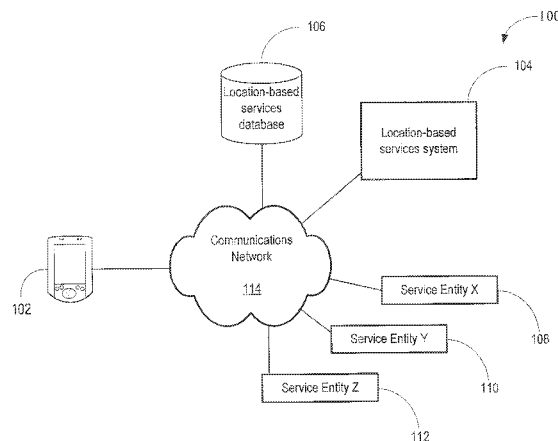 100
106
104
Location-based
services
database
Location-based
services system
Communications
Network
114
102
Service Entity X
108
Service Entity Y
110
Service Entity Z
112